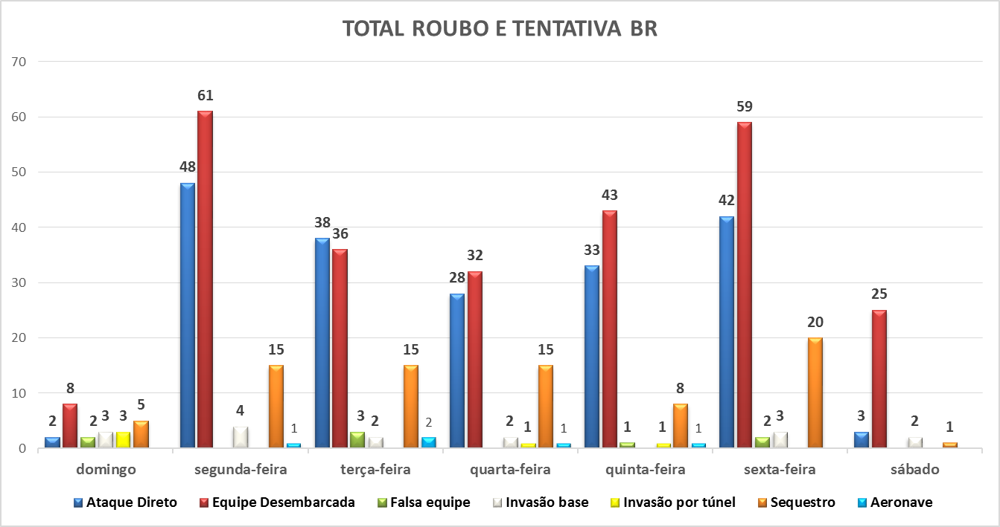 TOTAL ROUBO E TENTATIVA BR
70
60
50
40
30
20
10
0
2 8 2 3 3 5
48 61 4 15 1
38 36 3 2 15 2
28 32 2 1 15 1
33 43 1 1 8 1
42 59 2 3 20
3 25 2 1
domingo segunda-feira terça-feira quarta-feira quinta-feira sexta-feira sábado
Ataque Direto Equipe Desembarcada Falsa equipe Invasão base Invasão por túnel Sequestro Aeronave